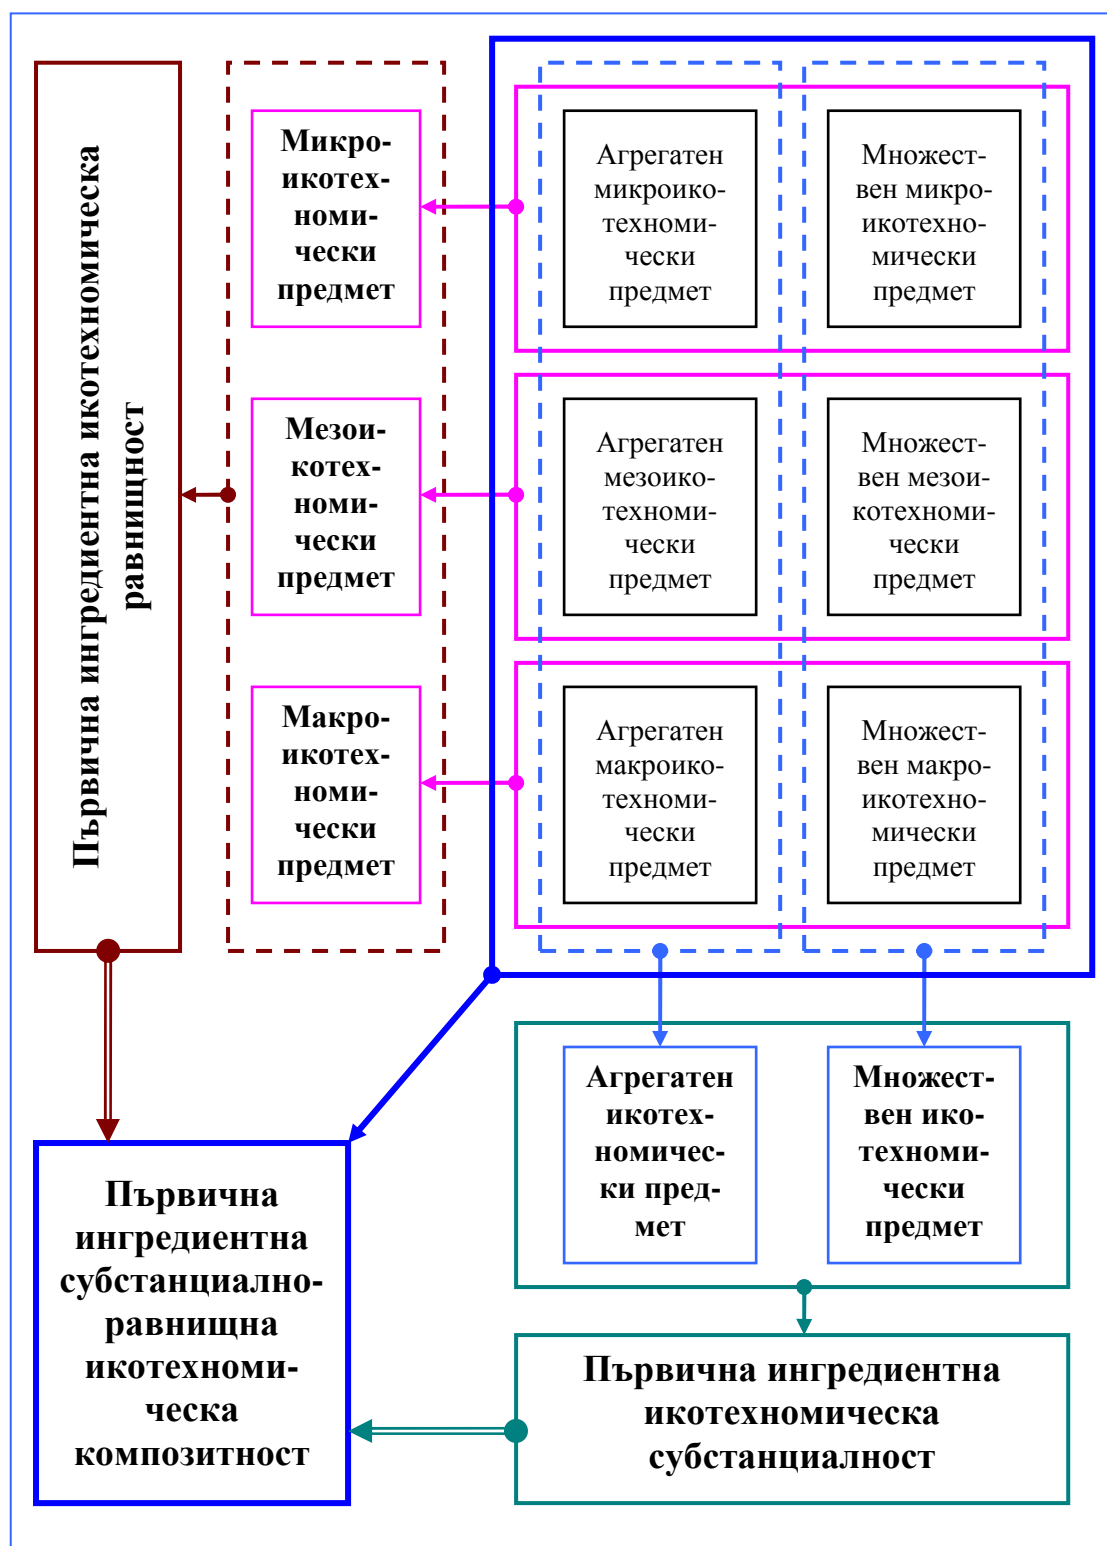 Първична ингредиентна икотехномическа
равнищност
Микро-
икотех-
номи-
чески
предмет
Агрегатен
микроико-
техноми-
чески
предмет
Множест-
вен микро-
икотехно-
мически
предмет
Мезои-
котех-
номи-
чески
предмет
Агрегатен
мезоико-
техноми-
чески
предмет
Множест-
вен мезои-
котехноми-
чески
предмет
Макро-
икотех-
номи-
чески
предмет
Агрегатен
макроико-
техноми-
чески
предмет
Множест-
вен макро-
икотехно-
мически
предмет
Агрегатен
икотех-
номичес-
ки пред-
мет
Множест-
вен ико-
техноми-
чески
предмет
Първична
ингредиентна
субстанциално-
равнищна
икотехноми-
ческа
композитност
Първична ингредиентна
икотехномическа
субстанциалност